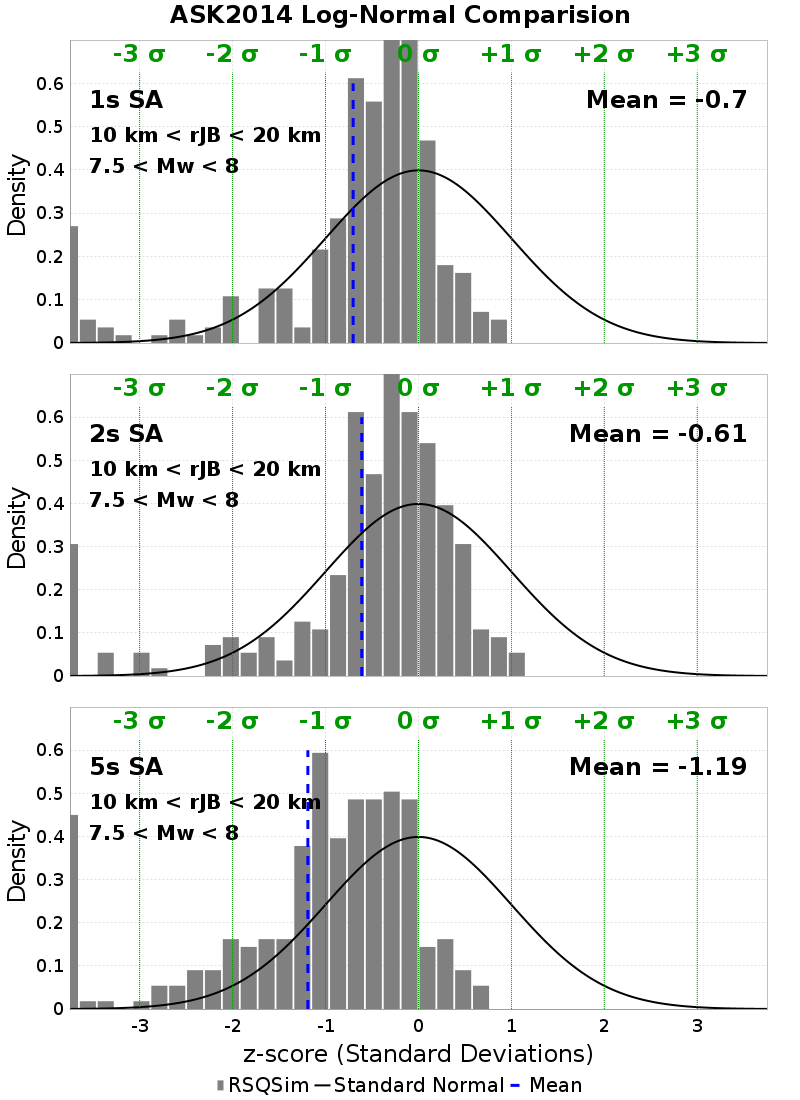 ASK2014 Log-Normal Comparision
-3 σ -2 σ -1 σ 0 σ +1 σ +2 σ +3 σ
1s SA Mean = -0.7
10 km < rJB < 20 km
7.5 < Mw < 8
Density
0.6
0.5
0.4
0.3
0.2
0.1
0
-3 σ -2 σ -1 σ 0 σ +1 σ +2 σ +3 σ
2s SA Mean = -0.61
10 km < rJB < 20 km
7.5 < Mw < 8
Density
0.6
0.5
0.4
0.3
0.2
0.1
0
-3 σ -2 σ -1 σ 0 σ +1 σ +2 σ +3 σ
5s SA Mean = -1.19
10 km < rJB < 20 km
7.5 < Mw < 8
Density
0.6
0.5
0.4
0.3
0.2
0.1
0
-3 -2 -1 0 1 2 3
z-score (Standard Deviations)
RSQSim Standard Normal Mean